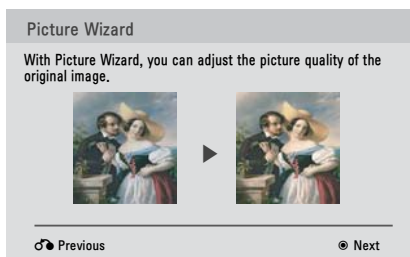 Picture Wizard
With Picture Wizard, you can adjust the picture quality of the
original image.
Previous
Next